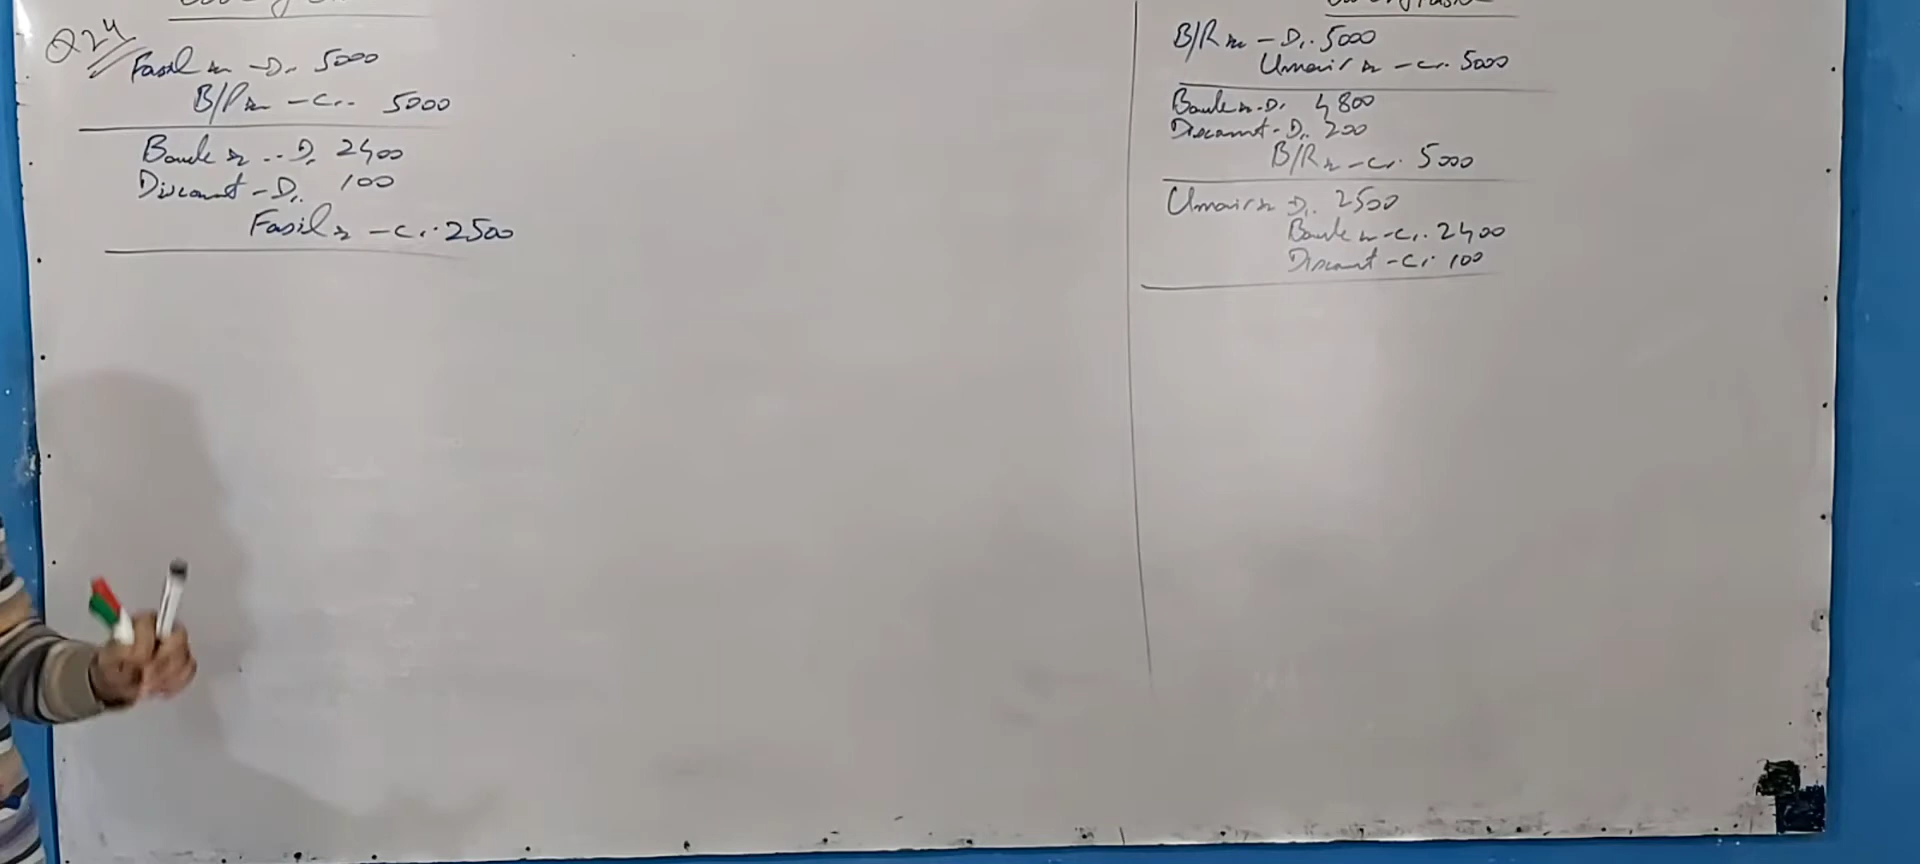 Q24
Fasil a/c – Dr. 5000
B/P a/c – Cr. 5000
Bank a/c .. Dr. 2400
Discount – Dr. 100
Fasil a/c – Cr. 2500
B/R a/c – Dr. 5000
Umair a/c – Cr. 5000
Bank a/c . Dr. 4800
Discount – Dr. 200
B/R a/c – Cr. 5000
Umair a/c Dr. 2500
Bank a/c – Cr. 2400
Discount – Cr. 100